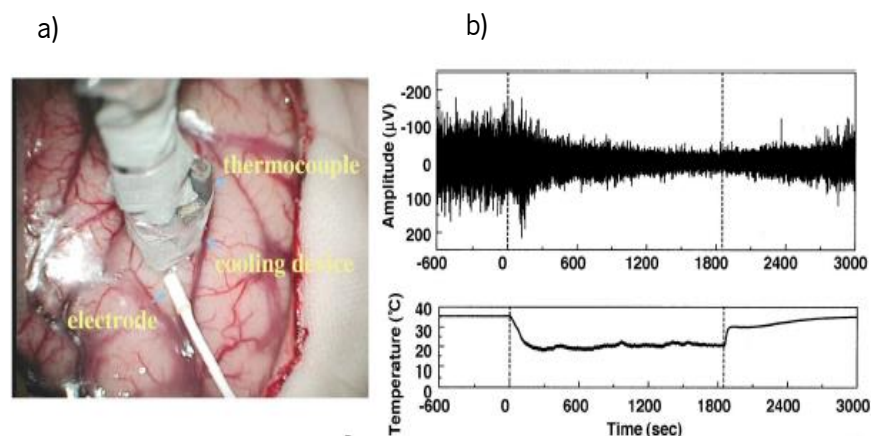 a)
b)
thermocouple
cooling device
electrode
Amplitude (µV)
-200
-100
0
100
200
-600 0 600 1200 1800 2400 3000
Temperature (°C)
40
30
20
10
0
-600 0 600 1200 1800 2400 3000
Time (sec)